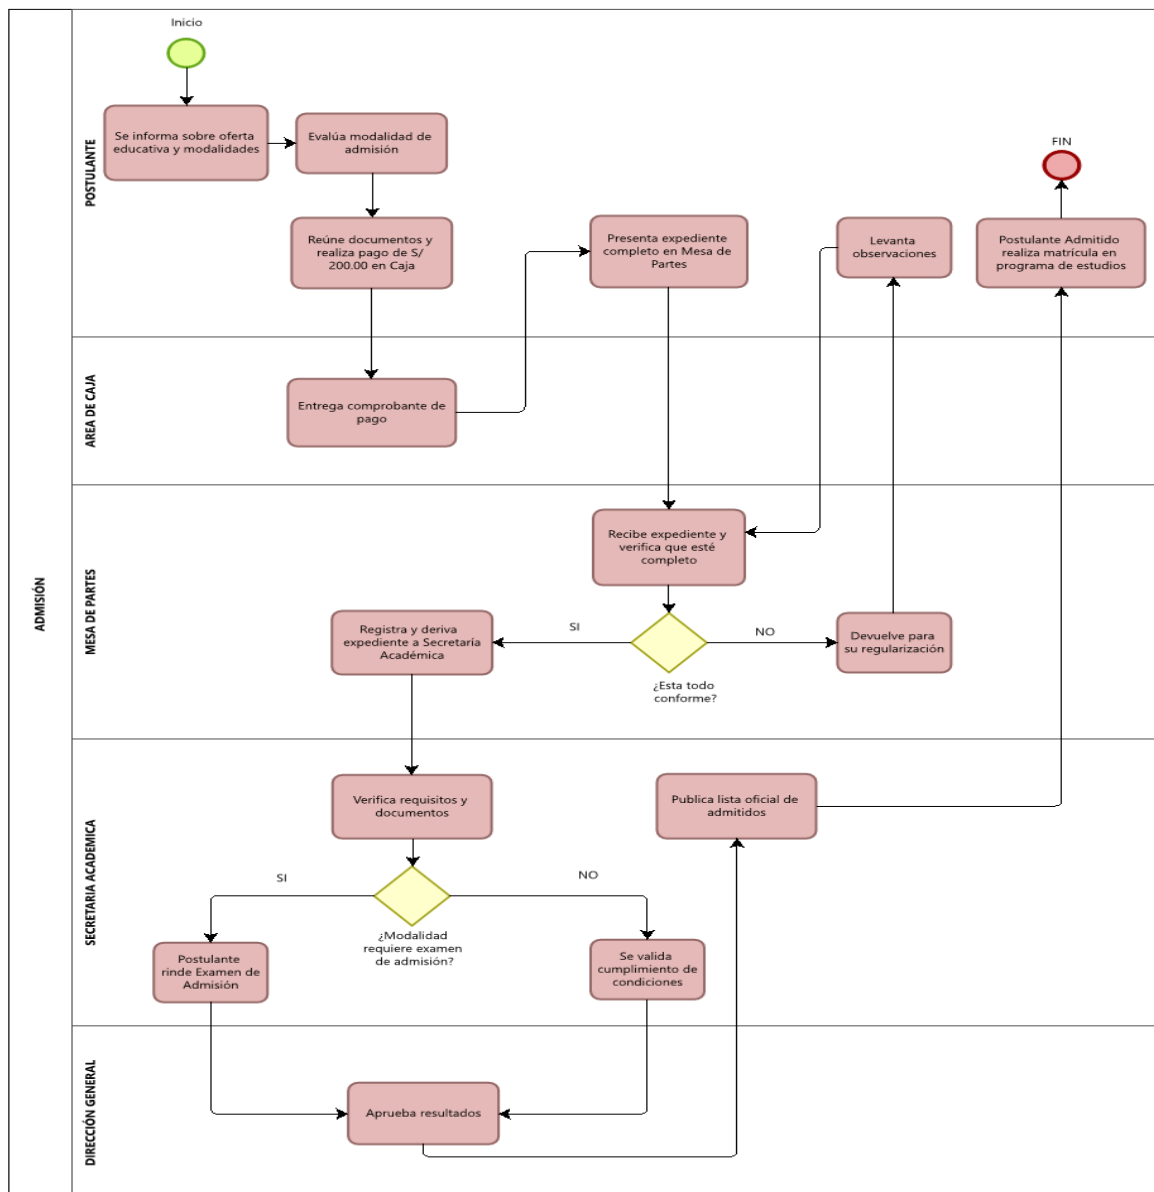 ADMISIÓN
POSTULANTE
Inicio
Se informa sobre oferta
educativa y modalidades
Evalúa modalidad de
admisión
Reúne documentos y
realiza pago de S/
200.00 en Caja
Presenta expediente
completo en Mesa de
Partes
Levanta
observaciones
FIN
Postulante Admitido
realiza matrícula en
programa de estudios
AREA DE CAJA
Entrega comprobante de
pago
MESA DE PARTES
Recibe expediente y
verifica que esté
completo
¿Esta todo
conforme?
SI
NO
Registra y deriva
expediente a Secretaría
Académica
Devuelve para
su regularización
SECRETARIA ACADEMICA
Verifica requisitos y
documentos
¿Modalidad
requiere examen
de admisión?
SI
NO
Postulante
rinde Examen de
Admisión
Se valida
cumplimiento de
condiciones
Publica lista oficial de
admitidos
DIRECCIÓN GENERAL
Aprueba resultados